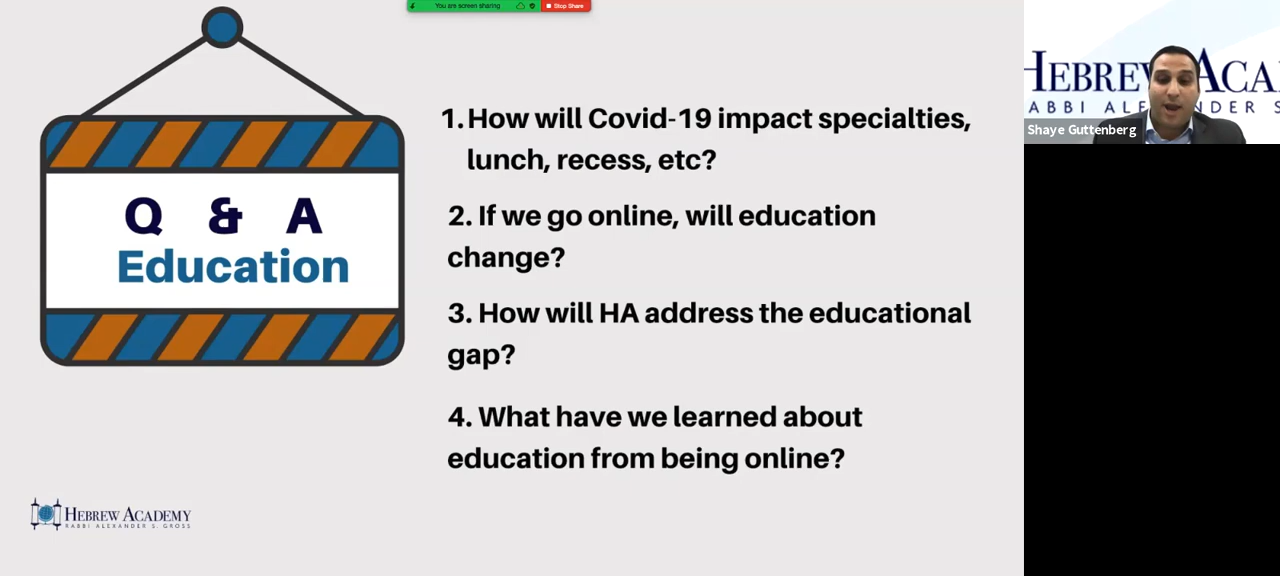 You are screen sharing
Stop Share
Q & A
Education
1. How will Covid-19 impact specialties,
lunch, recess, etc?
2. If we go online, will education
change?
3. How will HA address the educational
gap?
4. What have we learned about
education from being online?
HEBREW ACADEMY
RABBI ALEXANDER S. GROSS
HEBREW ACA
RABBI ALEXANDER S
Shaye Guttenberg